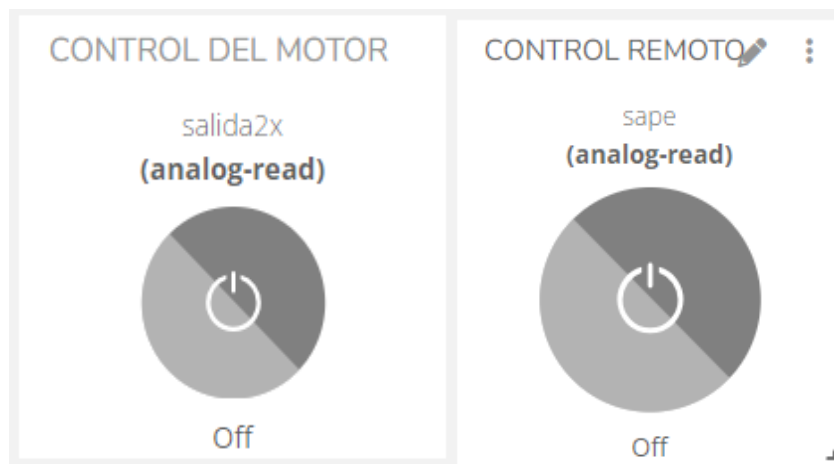 CONTROL DEL MOTOR
salida2x
(analog-read)
Off
CONTROL REMOTO
sape
(analog-read)
Off